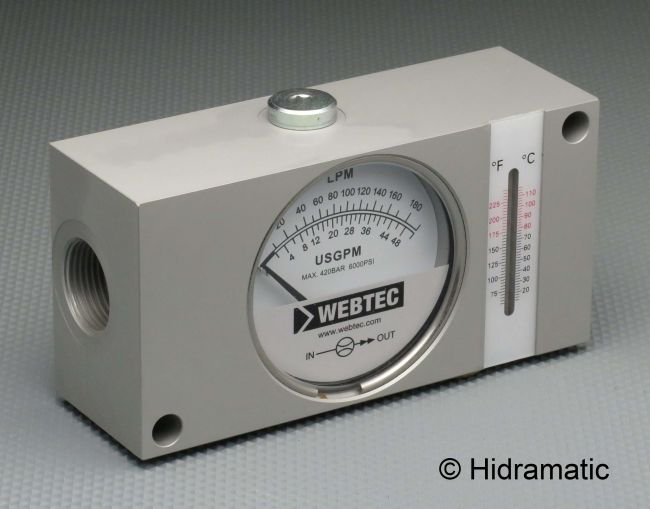 LPM
20 40 60 80 100 120 140 160 180
4 8 12 20 28 36 44 48
USGPM
MAX. 420BAR 6000PSI
WEBTEC
www.webtec.com
IN OUT
°F °C
110
225 100
200 90
175 80
70
150 60
125 50
40
100 30
75 20
© Hidramatic